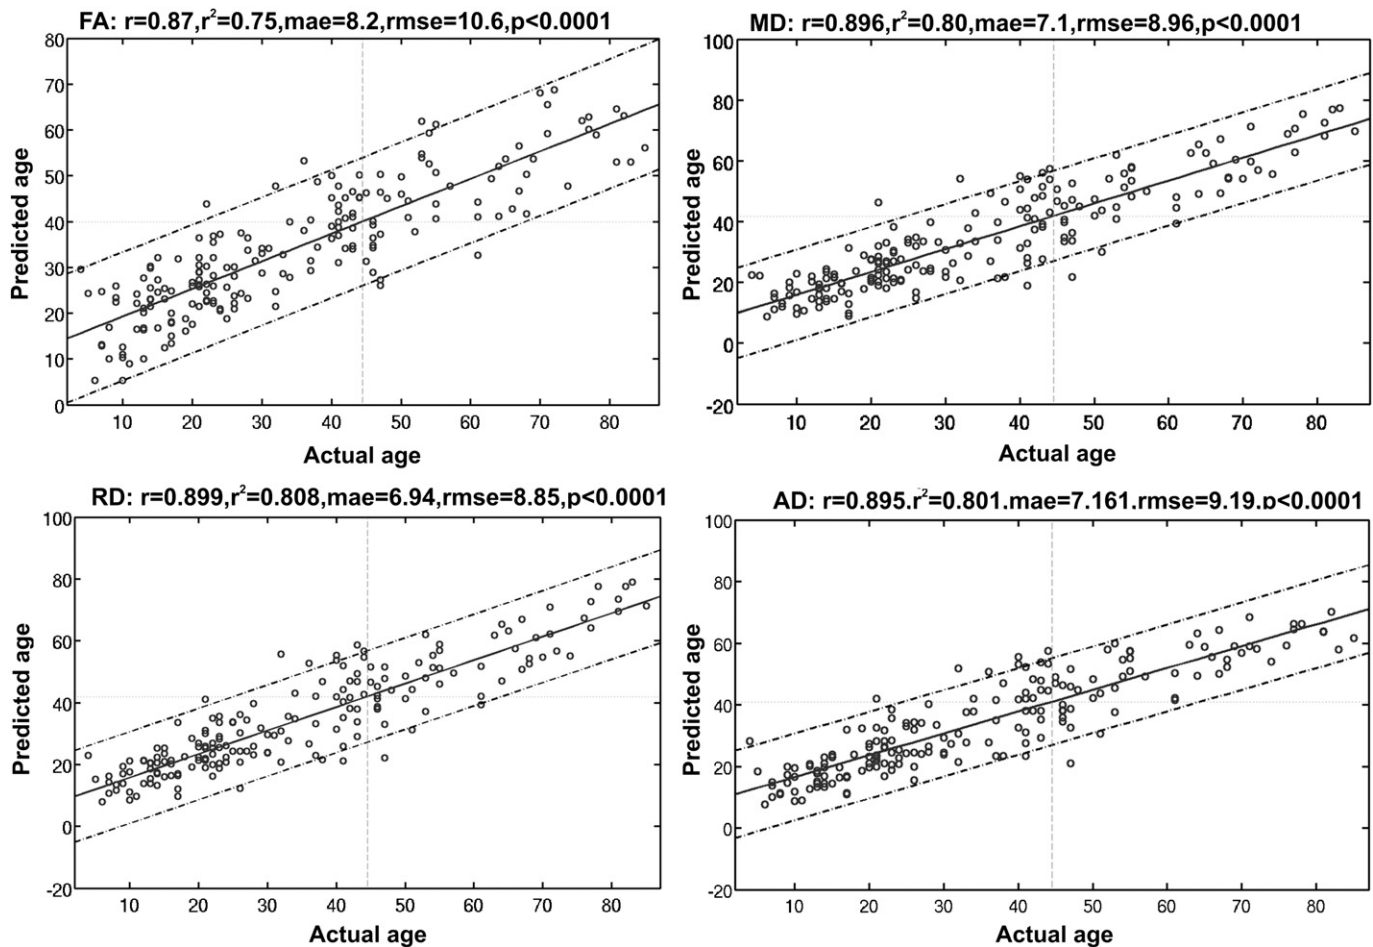 FA: r=0.87,r²=0.75,mae=8.2,rmse=10.6,p<0.0001
80
70
60
50
40
30
20
10
0
Predicted age
10 20 30 40 50 60 70 80
Actual age
MD: r=0.896,r²=0.80,mae=7.1,rmse=8.96,p<0.0001
100
80
60
40
20
0
-20
Predicted age
10 20 30 40 50 60 70 80
Actual age
RD: r=0.899,r²=0.808,mae=6.94,rmse=8.85,p<0.0001
100
80
60
40
20
0
-20
Predicted age
10 20 30 40 50 60 70 80
Actual age
AD: r=0.895,r²=0.801,mae=7.161,rmse=9.19,p<0.0001
100
80
60
40
20
0
-20
Predicted age
10 20 30 40 50 60 70 80
Actual age